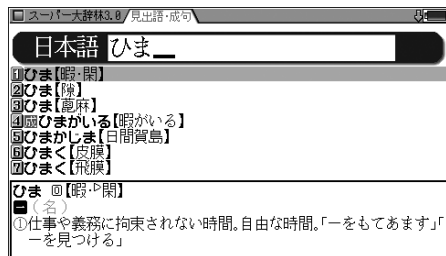 スーパー大辞林3.0 見出語・成句
日本語 ひま＿
1 ひま【暇・閑】
2 ひま【隙】
3 ひま【蓖麻】
4 ひまがいる【暇がいる】
5 ひまかじま【日間賀島】
6 ひまく【皮膜】
7 ひまく【飛膜】
ひま 0【暇・▷閑】
一（名）
①仕事や義務に拘束されない時間。自由な時間。「ーをもてあます」「
ーを見つける」